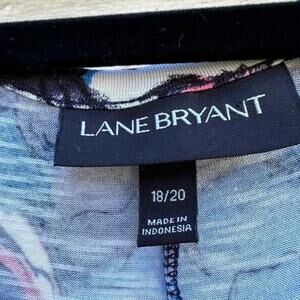 LANE BRYANT
18/20
MADE IN
INDONESIA